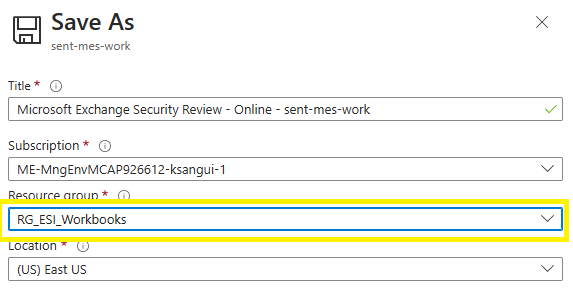 Save As
sent-mes-work
Title *
Microsoft Exchange Security Review - Online - sent-mes-work
Subscription *
ME-MngEnvMCAP926612-ksangui-1
Resource group *
RG_ESI_Workbooks
Location *
(US) East US